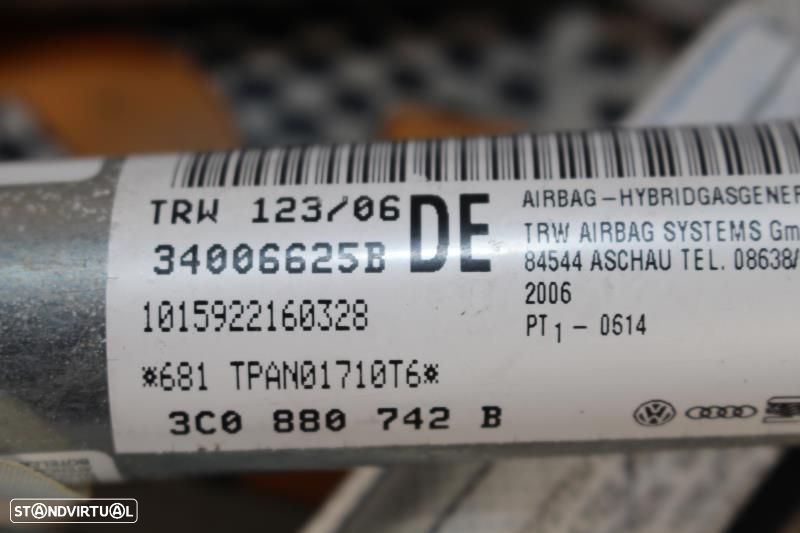 TRW 123/06
34006625B
DE
1015922160328
*681 TPAN01710T6*
3C0 880 742 B
AIRBAG-HYBRIDGASGENER
TRW AIRBAG SYSTEMS Gm
84544 ASCHAU TEL. 08638/
2006
PT1-0614
STANDVIRTUAL